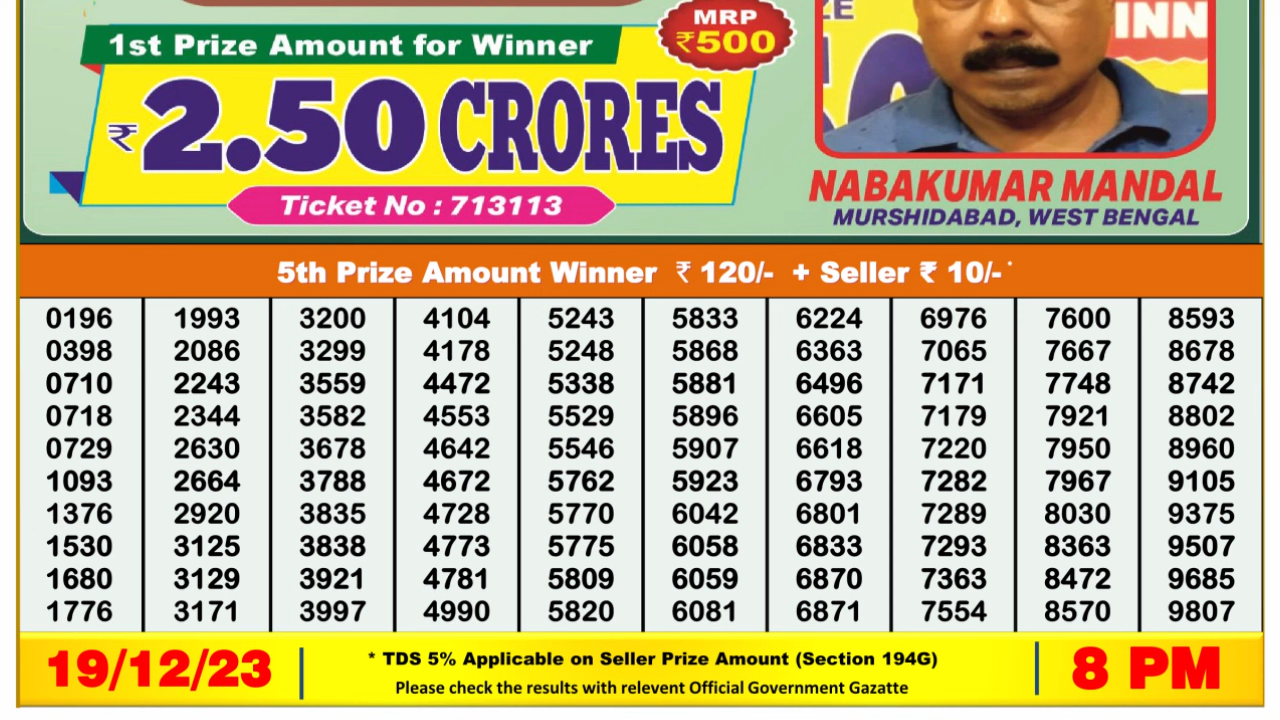 ZE
INN
MRP
₹500
1st Prize Amount for Winner
₹ 2.50 CRORES
Ticket No : 713113
NABAKUMAR MANDAL
MURSHIDABAD, WEST BENGAL
5th Prize Amount Winner ₹ 120/- + Seller ₹ 10/- *
0196 1993 3200 4104 5243 5833 6224 6976 7600 8593
0398 2086 3299 4178 5248 5868 6363 7065 7667 8678
0710 2243 3559 4472 5338 5881 6496 7171 7748 8742
0718 2344 3582 4553 5529 5896 6605 7179 7921 8802
0729 2630 3678 4642 5546 5907 6618 7220 7950 8960
1093 2664 3788 4672 5762 5923 6793 7282 7967 9105
1376 2920 3835 4728 5770 6042 6801 7289 8030 9375
1530 3125 3838 4773 5775 6058 6833 7293 8363 9507
1680 3129 3921 4781 5809 6059 6870 7363 8472 9685
1776 3171 3997 4990 5820 6081 6871 7554 8570 9807
19/12/23
* TDS 5% Applicable on Seller Prize Amount (Section 194G)
Please check the results with relevent Official Government Gazatte
8 PM